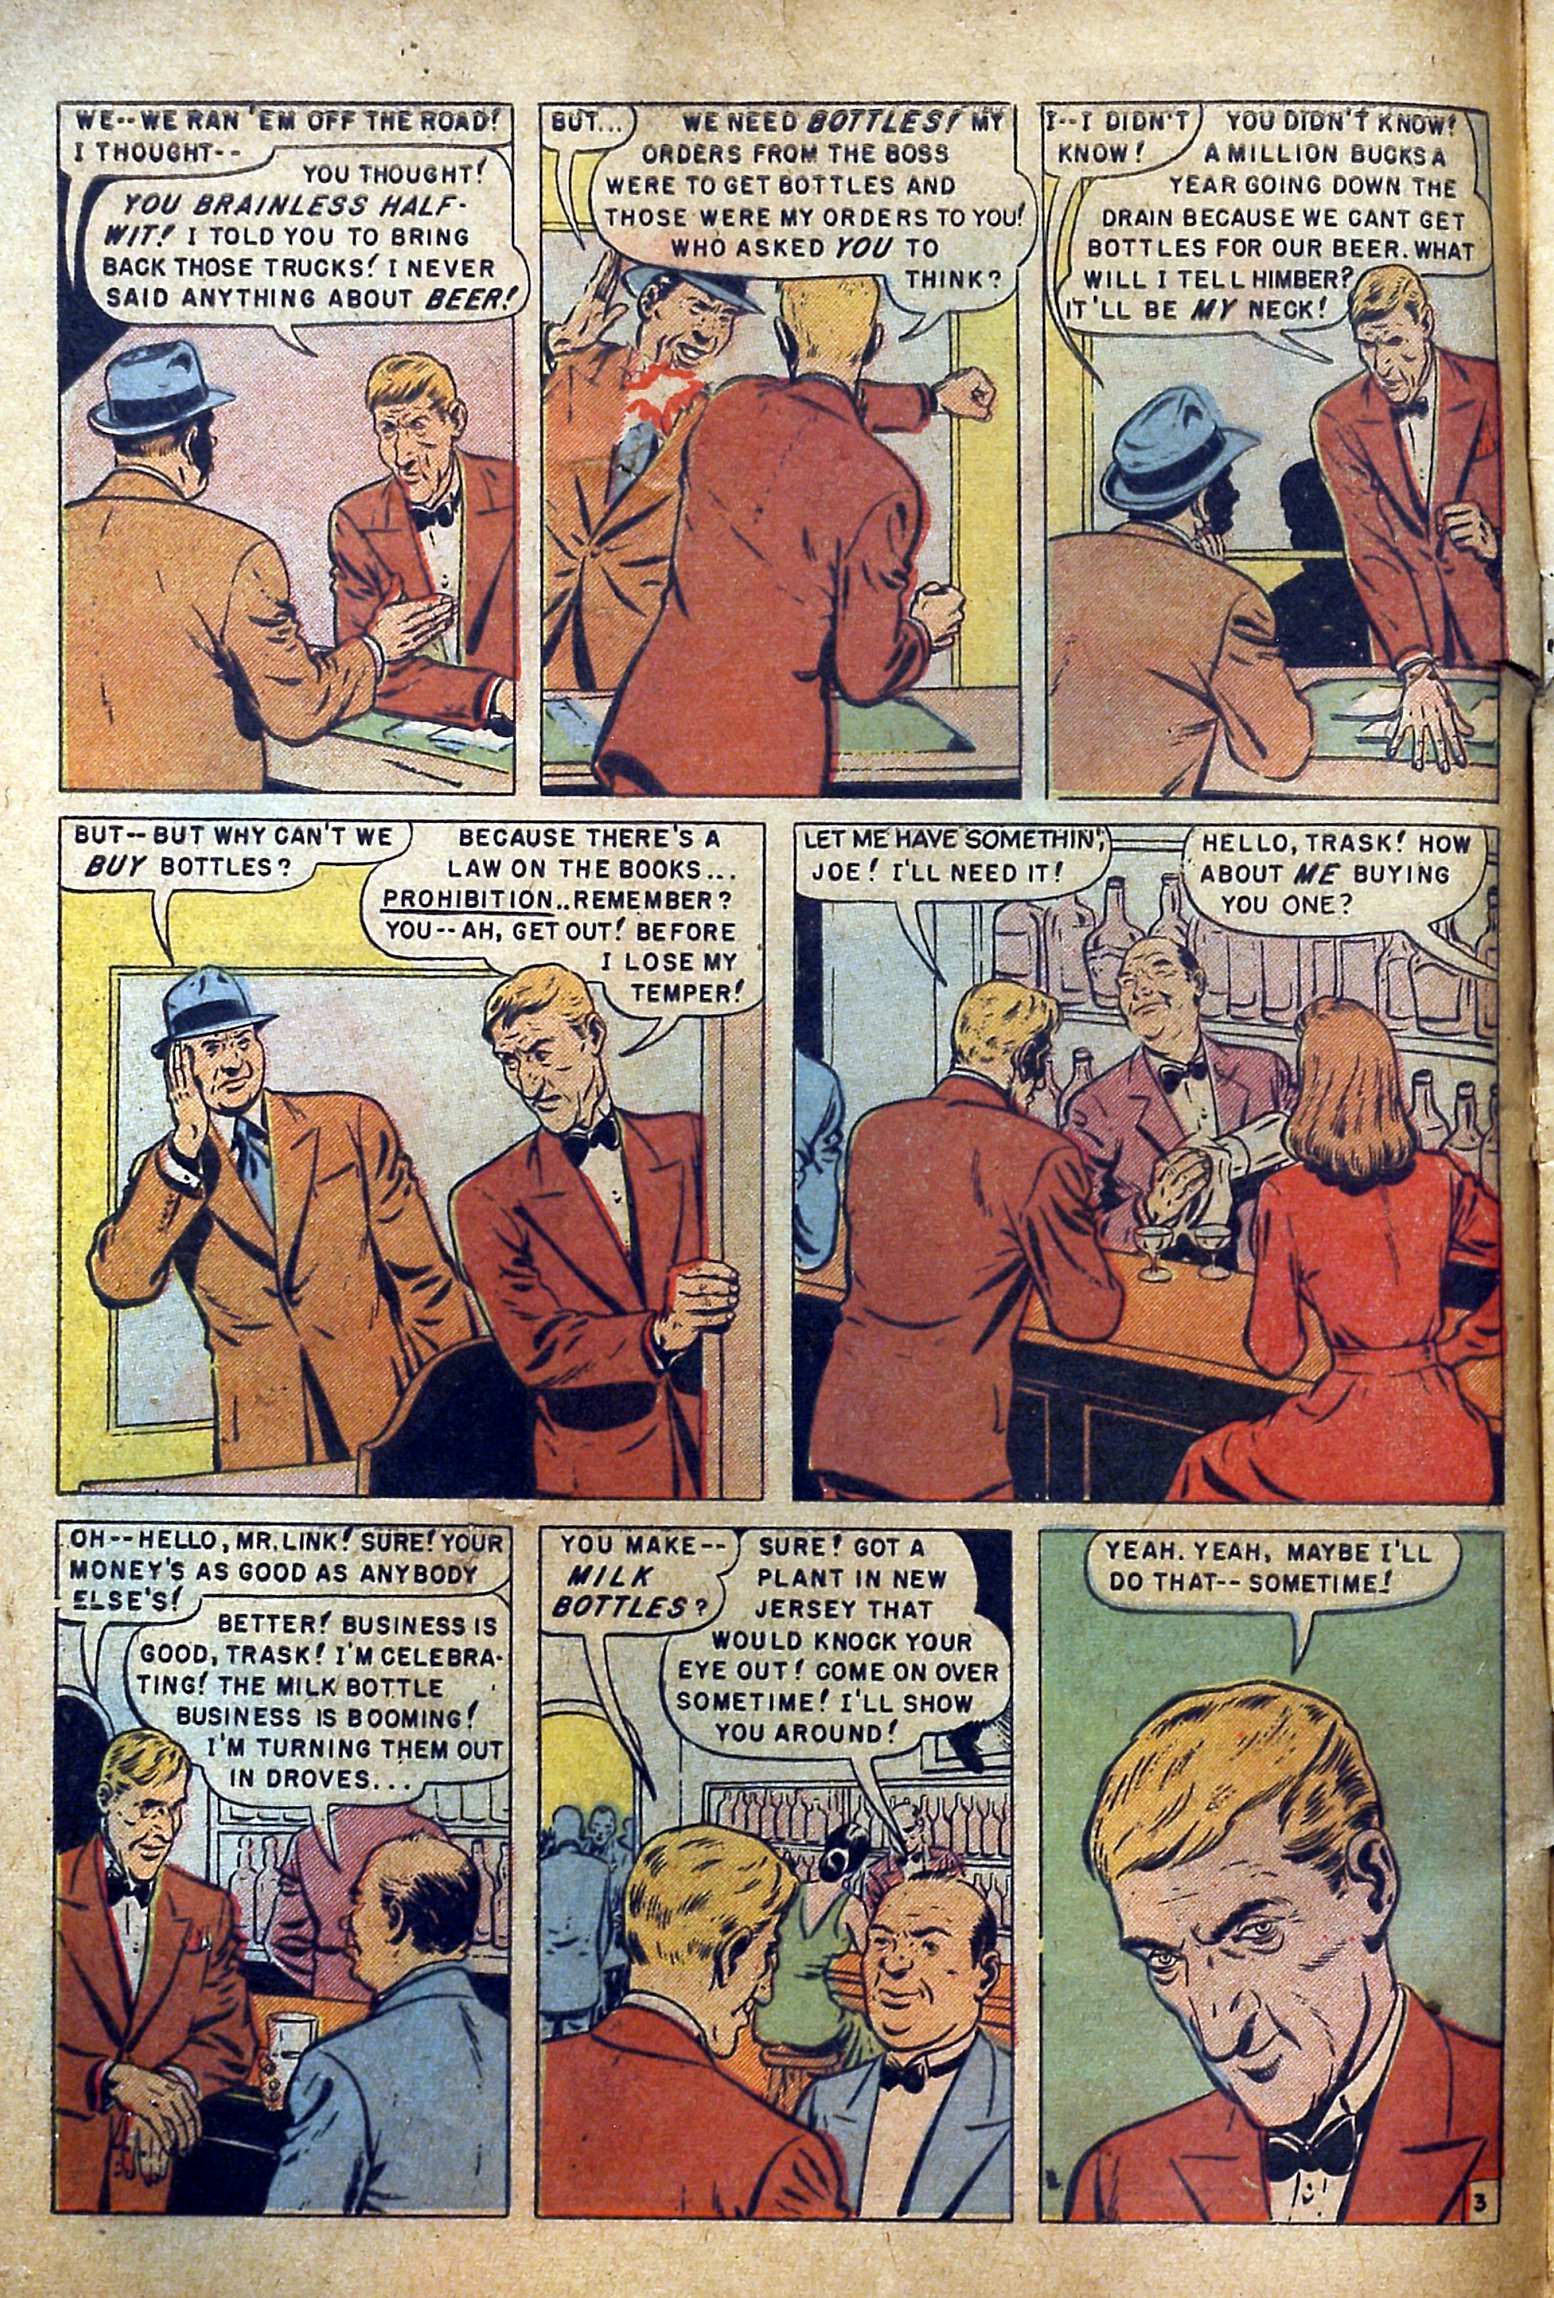 WE--WE RAN 'EM OFF THE ROAD!
I THOUGHT--
YOU THOUGHT!
YOU BRAINLESS HALF-
WIT! I TOLD YOU TO BRING
BACK THOSE TRUCKS! I NEVER
SAID ANYTHING ABOUT BEER!
BUT...
WE NEED BOTTLES! MY
ORDERS FROM THE BOSS
WERE TO GET BOTTLES AND
THOSE WERE MY ORDERS TO YOU!
WHO ASKED YOU TO
THINK?
I--I DIDN'T
KNOW!
YOU DIDN'T KNOW!
A MILLION BUCKS A
YEAR GOING DOWN THE
DRAIN BECAUSE WE CANT GET
BOTTLES FOR OUR BEER. WHAT
WILL I TELL HIMBER?
IT'LL BE MY NECK!
BUT--BUT WHY CAN'T WE
BUY BOTTLES?
BECAUSE THERE'S A
LAW ON THE BOOKS...
PROHIBITION..REMEMBER?
YOU--AH, GET OUT! BEFORE
I LOSE MY
TEMPER!
LET ME HAVE SOMETHIN',
JOE! I'LL NEED IT!
HELLO, TRASK! HOW
ABOUT ME BUYING
YOU ONE?
OH--HELLO, MR. LINK! SURE! YOUR
MONEY'S AS GOOD AS ANYBODY
ELSE'S!
BETTER! BUSINESS IS
GOOD, TRASK! I'M CELEBRA-
TING! THE MILK BOTTLE
BUSINESS IS BOOMING!
I'M TURNING THEM OUT
IN DROVES...
YOU MAKE--
MILK
BOTTLES?
SURE! GOT A
PLANT IN NEW
JERSEY THAT
WOULD KNOCK YOUR
EYE OUT! COME ON OVER
SOMETIME! I'LL SHOW
YOU AROUND!
YEAH. YEAH, MAYBE I'LL
DO THAT--SOMETIME!
3